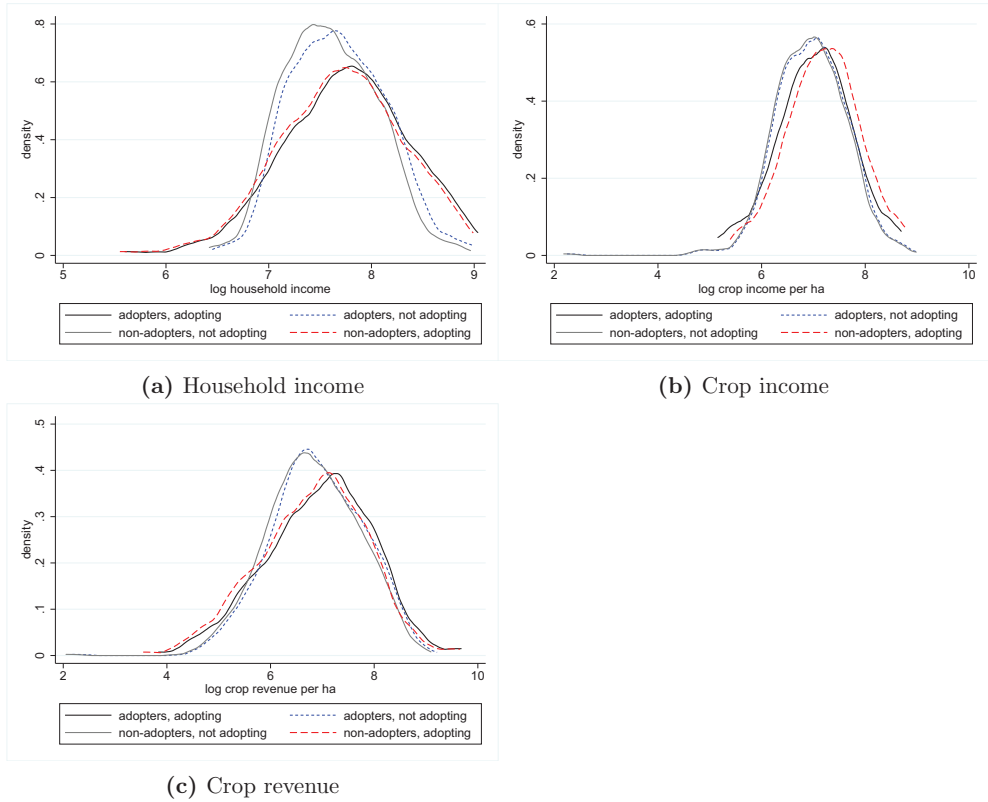 .8
.6
.4
.2
0
density
5 6 7 8 9
log household income
adopters, adopting adopters, not adopting
non-adopters, not adopting non-adopters, adopting
(a) Household income
.6
.4
.2
0
density
2 4 6 8 10
log crop income per ha
adopters, adopting adopters, not adopting
non-adopters, not adopting non-adopters, adopting
(b) Crop income
.5
.4
.3
.2
.1
0
density
2 4 6 8 10
log crop revenue per ha
adopters, adopting adopters, not adopting
non-adopters, not adopting non-adopters, adopting
(c) Crop revenue